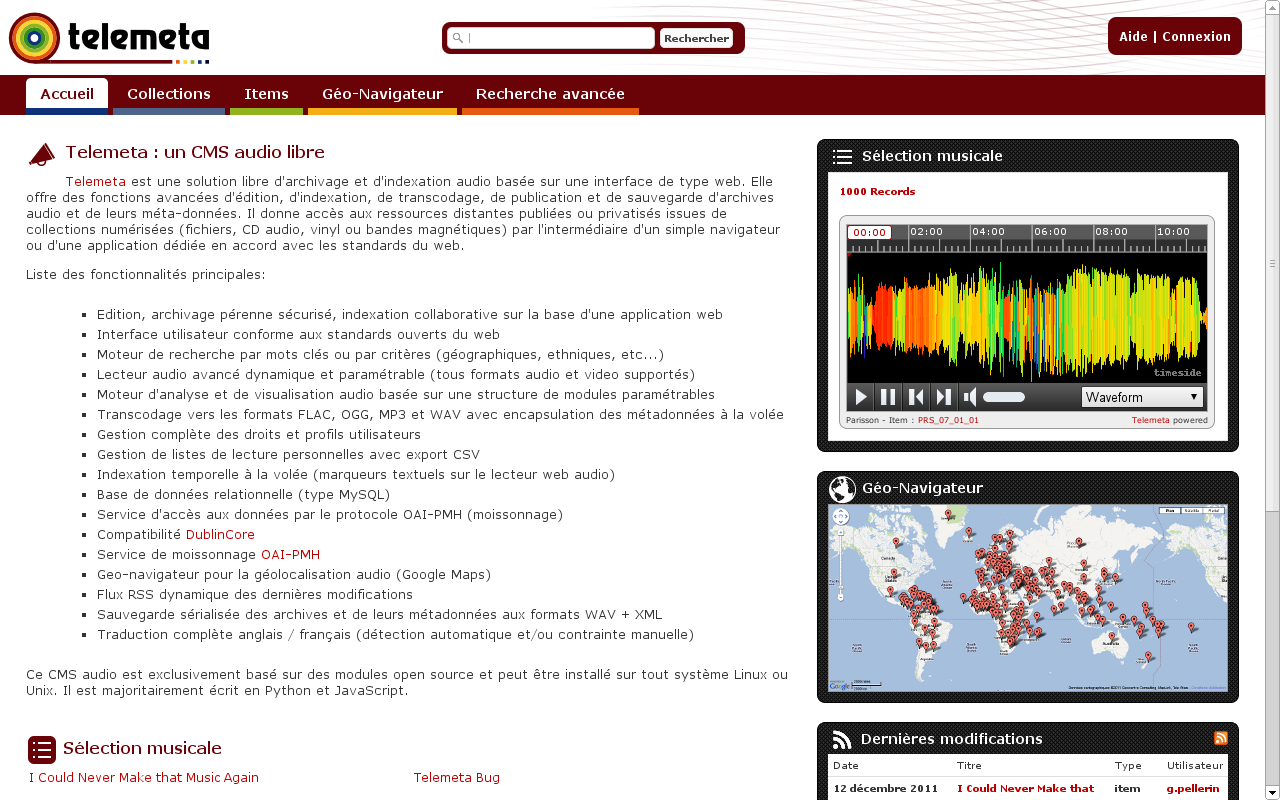 telemeta
Rechercher
Aide | Connexion
Accueil
Collections
Items
Géo-Navigateur
Recherche avancée
Telemeta : un CMS audio libre
Telemeta est une solution libre d'archivage et d'indexation audio basée sur une interface de type web. Elle
offre des fonctions avancées d'édition, d'indexation, de transcodage, de publication et de sauvegarde d'archives
audio et de leurs méta-données. Il donne accès aux ressources distantes publiées ou privatisés issues de
collections numérisées (fichiers, CD audio, vinyl ou bandes magnétiques) par l'intermédiaire d'un simple navigateur
ou d'une application dédiée en accord avec les standards du web.
Liste des fonctionnalités principales:
Edition, archivage pérenne sécurisé, indexation collaborative sur la base d'une application web
Interface utilisateur conforme aux standards ouverts du web
Moteur de recherche par mots clés ou par critères (géographiques, ethniques, etc...)
Lecteur audio avancé dynamique et paramétrable (tous formats audio et video supportés)
Moteur d'analyse et de visualisation audio basée sur une structure de modules paramétrables
Transcodage vers les formats FLAC, OGG, MP3 et WAV avec encapsulation des métadonnées à la volée
Gestion complète des droits et profils utilisateurs
Gestion de listes de lecture personnelles avec export CSV
Indexation temporelle à la volée (marqueurs textuels sur le lecteur web audio)
Base de données relationnelle (type MySQL)
Service d'accès aux données par le protocole OAI-PMH (moissonnage)
Compatibilité DublinCore
Service de moissonnage OAI-PMH
Geo-navigateur pour la géolocalisation audio (Google Maps)
Flux RSS dynamique des dernières modifications
Sauvegarde sérialisée des archives et de leurs métadonnées aux formats WAV + XML
Traduction complète anglais / français (détection automatique et/ou contrainte manuelle)
Ce CMS audio est exclusivement basé sur des modules open source et peut être installé sur tout système Linux ou
Unix. Il est majoritairement écrit en Python et JavaScript.
Sélection musicale
I Could Never Make that Music Again
Telemeta Bug
Sélection musicale
1000 Records
00:00 02:00 04:00 06:00 08:00 10:00
timeside
Waveform
Parisson - Item : PRS_07_01_01
Telemeta powered
Géo-Navigateur
Google
Dernières modifications
Date Titre Type Utilisateur
12 décembre 2011 I Could Never Make that item g.pellerin